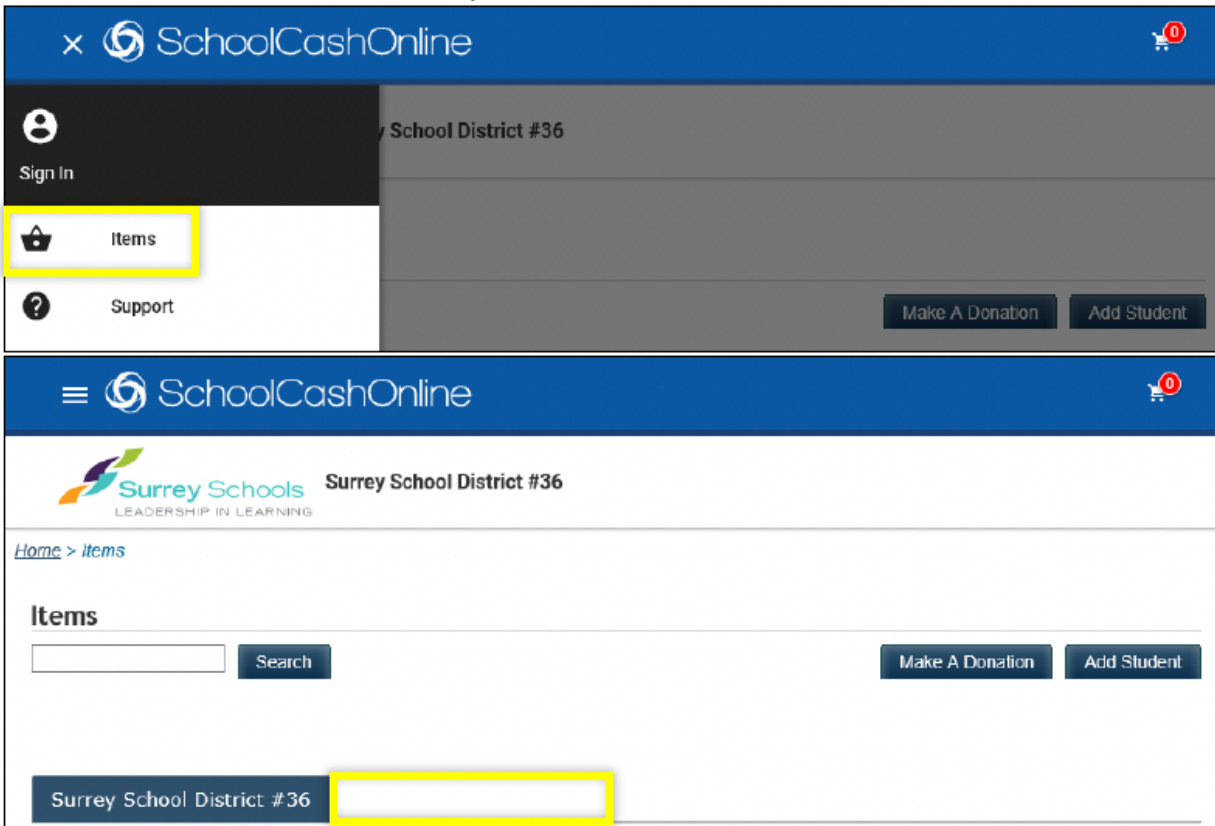 SchoolCashOnline
0
Sign In
y School District #36
Items
Support
Make A Donation
Add Student
SchoolCashOnline
0
Surrey Schools
LEADERSHIP IN LEARNING
Surrey School District #36
Home > Items
Items
Search
Make A Donation
Add Student
Surrey School District #36